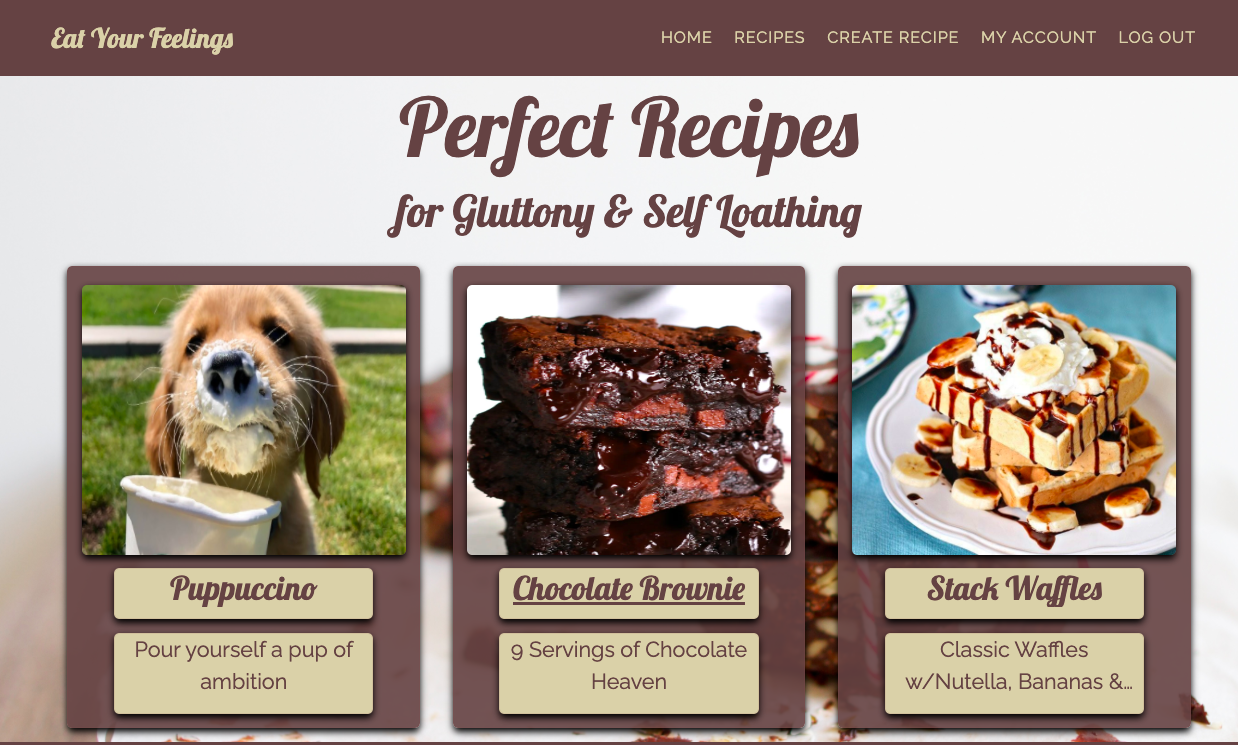 Eat Your Feelings
HOME RECIPES CREATE RECIPE MY ACCOUNT LOG OUT
Perfect Recipes
for Gluttony & Self Loathing
Puppuccino
Pour yourself a pup of
ambition
Chocolate Brownie
9 Servings of Chocolate
Heaven
Stack Waffles
Classic Waffles
w/Nutella, Bananas &...